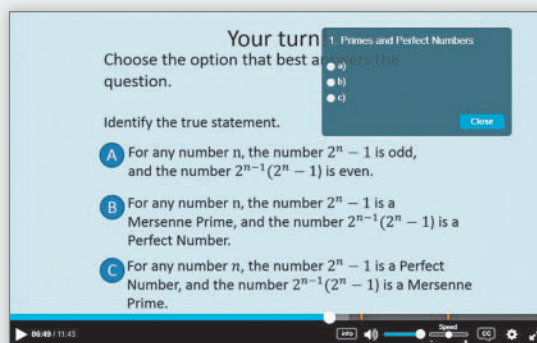 Your turn!
1. Primes and Perfect Numbers
Choose the option that best answers the
question.
a)
b)
c)
Close
Identify the true statement.
A For any number n, the number 2ⁿ − 1 is odd,
and the number 2ⁿ⁻¹(2ⁿ − 1) is even.
B For any number n, the number 2ⁿ − 1 is a
Mersenne Prime, and the number 2ⁿ⁻¹(2ⁿ − 1) is a
Perfect Number.
C For any number n, the number 2ⁿ − 1 is a Perfect
Number, and the number 2ⁿ⁻¹(2ⁿ − 1) is a Mersenne
Prime.
06:49 / 11:43
info
Speed
CC